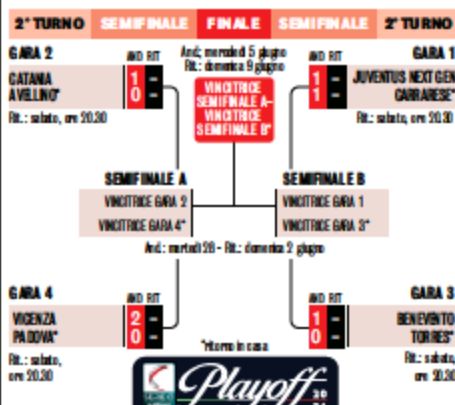 2° TURNO SEMIFINALE FINALE SEMIFINALE 2° TURNO
GARA 2
AND RIT
CATANIA 1 -
AVELLINO* 0 -
Rit.: sabato, ore 20.30
And.: mercoledì 5 giugno
Rit.: domenica 9 giugno
VINCITRICE
SEMIFINALE A-
VINCITRICE
SEMIFINALE B*
GARA 1
AND RIT
1 - JUVENTUS NEXT GEN
1 - CARRARESE*
Rit.: sabato, ore 20.30
SEMIFINALE A
VINCITRICE GARA 2
VINCITRICE GARA 4*
SEMIFINALE B
VINCITRICE GARA 1
VINCITRICE GARA 3*
And.: martedì 28 - Rit.: domenica 2 giugno
GARA 4
AND RIT
VICENZA 2 -
PADOVA* 0 -
Rit.: sabato,
ore 20.30
GARA 3
AND RIT
1 - BENEVENTO
0 - TORRES*
Rit.: sabato,
ore 20.30
*ritorno in casa
Playoff
20